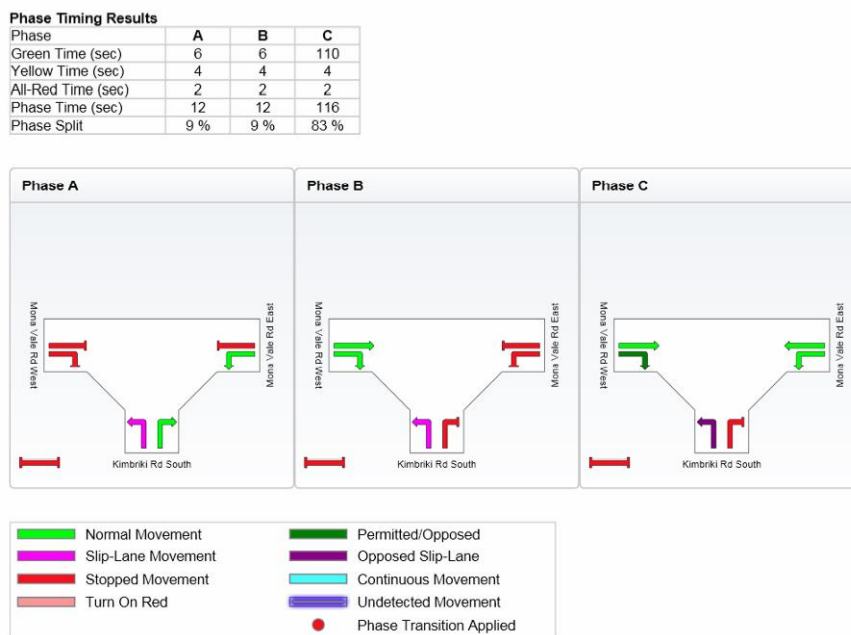 Phase Timing Results
Phase A B C
Green Time (sec) 6 6 110
Yellow Time (sec) 4 4 4
All-Red Time (sec) 2 2 2
Phase Time (sec) 12 12 116
Phase Split 9 % 9 % 83 %
Phase A Phase B Phase C
Mona Vale Rd West
Mona Vale Rd East
Kimbriki Rd South
Mona Vale Rd West
Mona Vale Rd East
Kimbriki Rd South
Mona Vale Rd West
Mona Vale Rd East
Kimbriki Rd South
Normal Movement Permitted/Opposed
Slip-Lane Movement Opposed Slip-Lane
Stopped Movement Continuous Movement
Turn On Red Undetected Movement
Phase Transition Applied